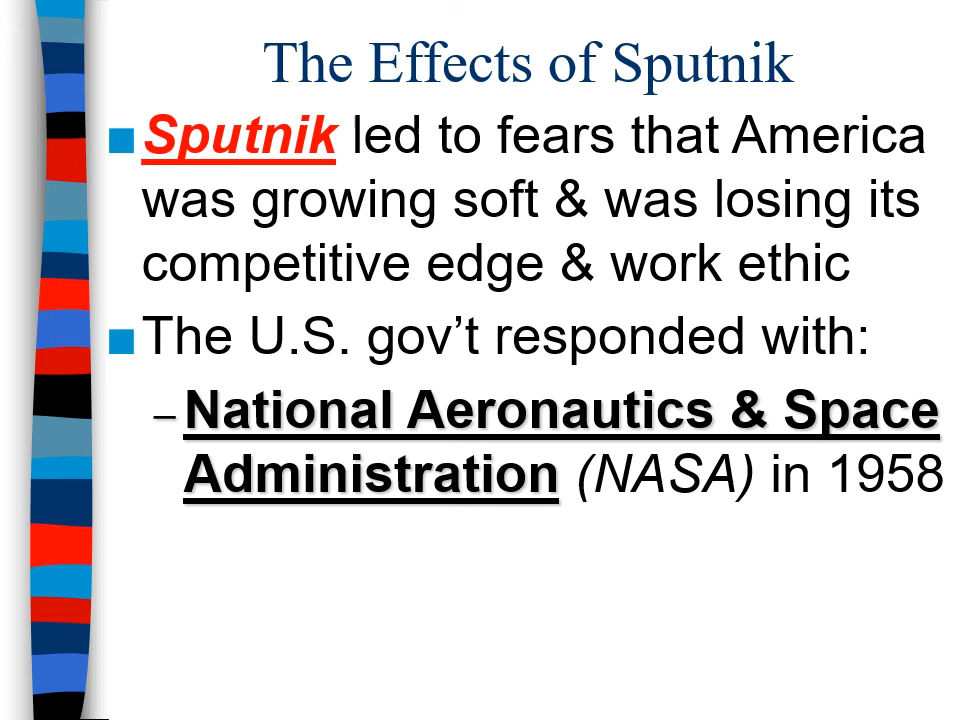 The Effects of Sputnik
■Sputnik led to fears that America
was growing soft & was losing its
competitive edge & work ethic
■The U.S. gov’t responded with:
–National Aeronautics & Space
Administration (NASA) in 1958